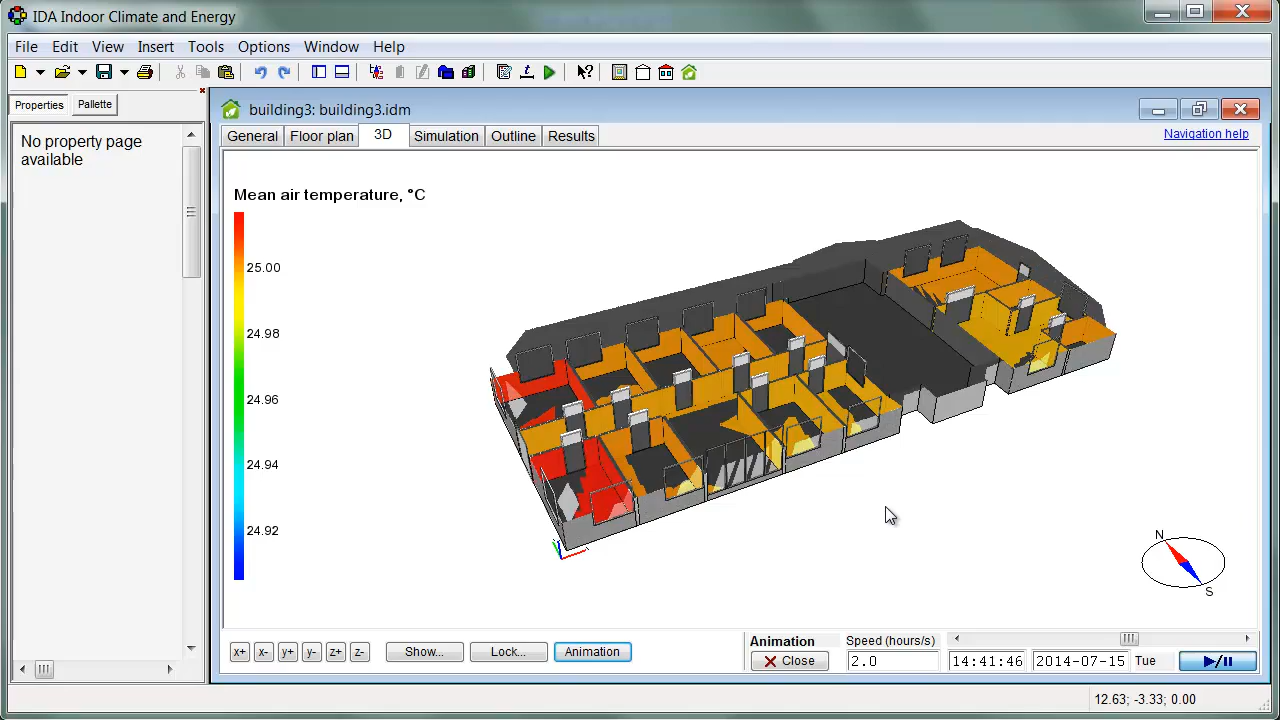 IDA Indoor Climate and Energy
File Edit View Insert Tools Options Window Help
Properties Pallette
No property page
available
building3: building3.idm
General Floor plan 3D Simulation Outline Results
Navigation help
Mean air temperature, °C
25.00
24.98
24.96
24.94
24.92
N
S
x+ x- y+ y- z+ z- Show... Lock... Animation
Animation Speed (hours/s)
Close 2.0 14:41:46 2014-07-15 Tue
12.63; -3.33; 0.00